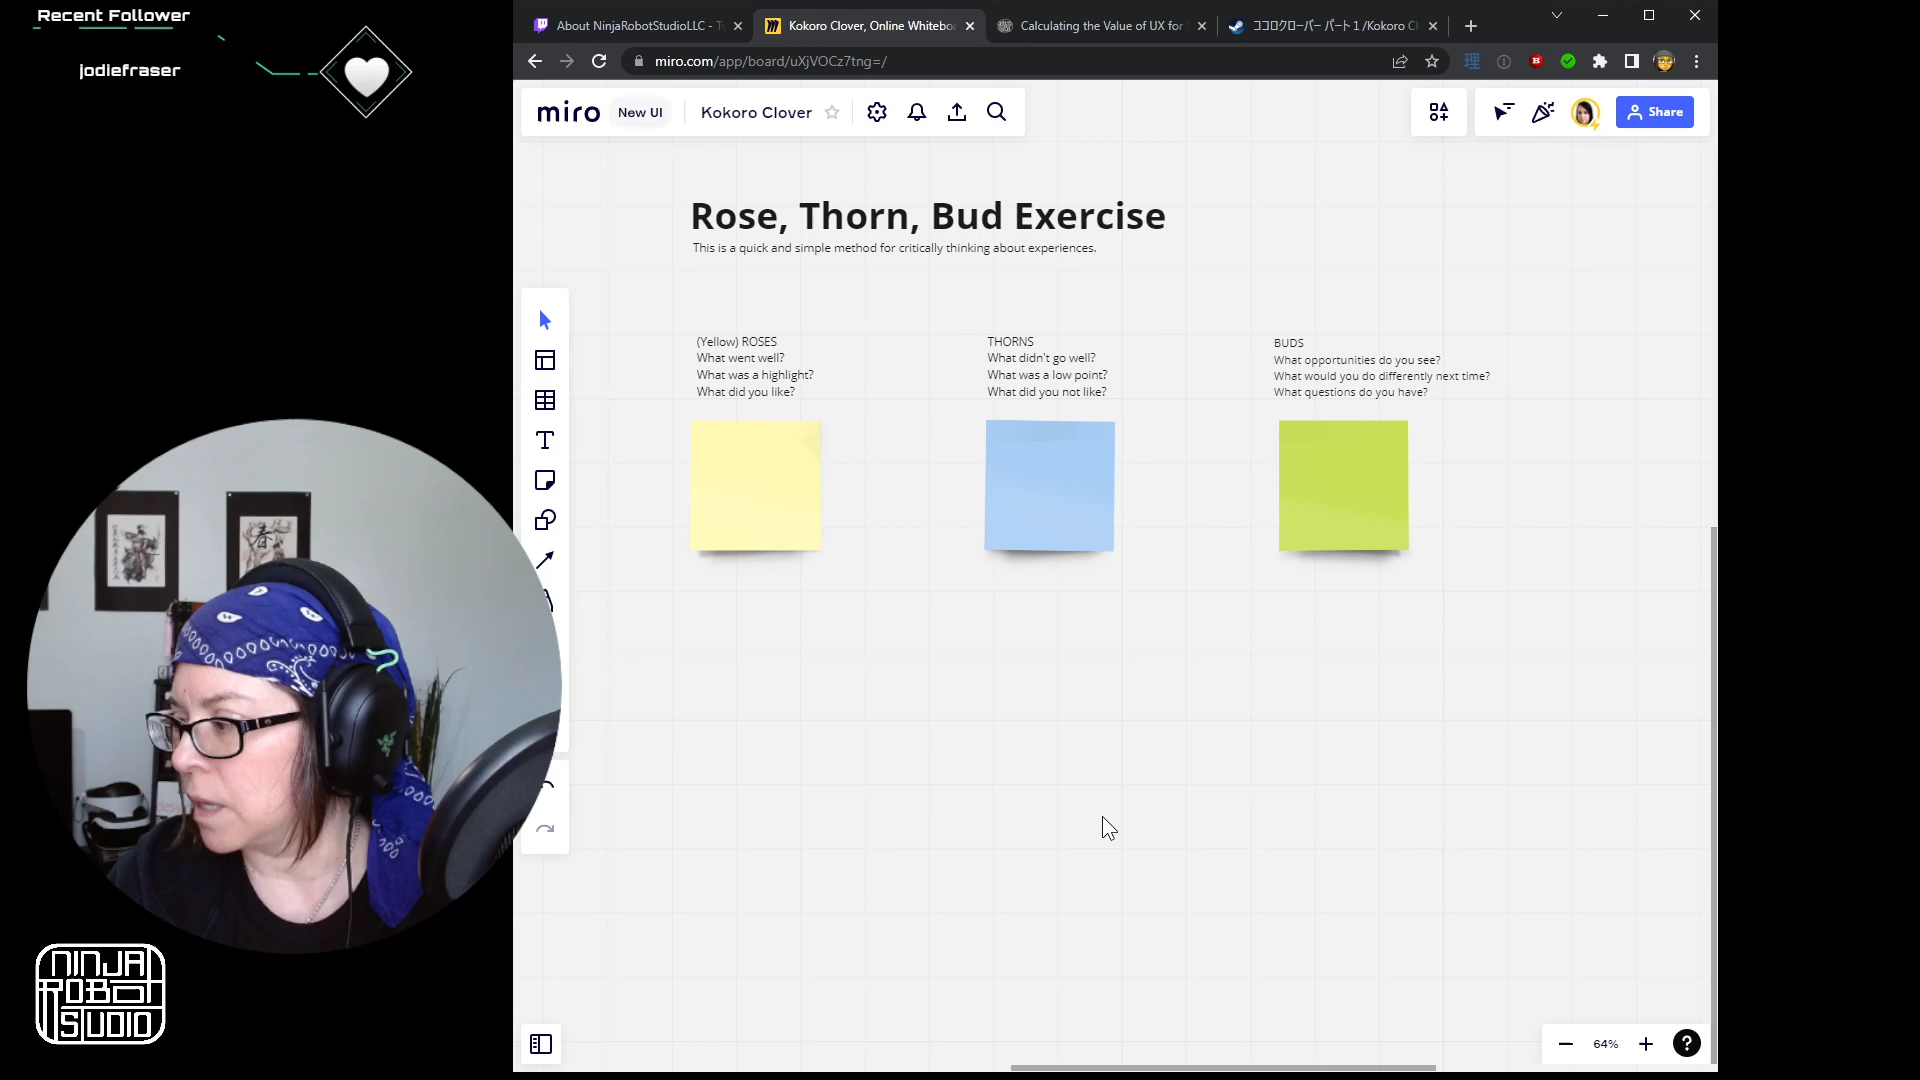 Recent Follower
jodiefraser
About NinjaRobotStudioLLC - Tw
Kokoro Clover, Online Whiteboa
Calculating the Value of UX for
ココロクローバー パート１/Kokoro Cl
miro.com/app/board/uXjVOCz7tng=/
miro
New UI
Kokoro Clover
Share
Rose, Thorn, Bud Exercise
This is a quick and simple method for critically thinking about experiences.
(Yellow) ROSES
What went well?
What was a highlight?
What did you like?
THORNS
What didn't go well?
What was a low point?
What did you not like?
BUDS
What opportunities do you see?
What would you do differently next time?
What questions do you have?
春
NINJA
ROBOT
STUDIO
64%
?